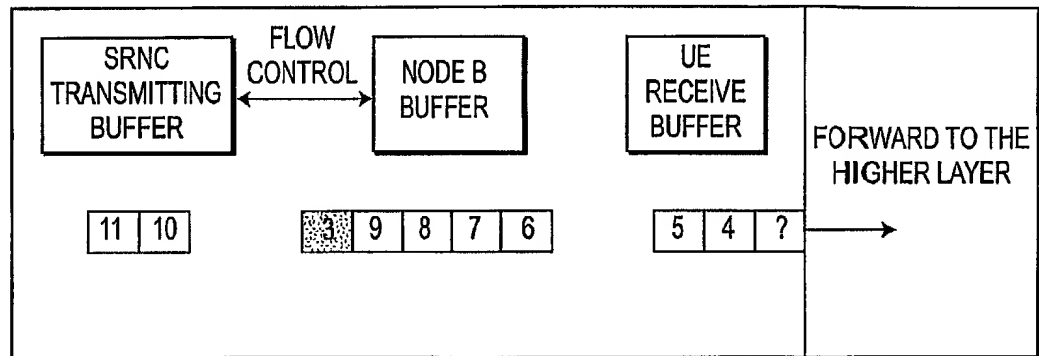 SRNC
TRANSMITTING
BUFFER
FLOW
CONTROL
NODE B
BUFFER
UE
RECEIVE
BUFFER
FORWARD TO THE
HIGHER LAYER
11 10
3 9 8 7 6
5 4 ?